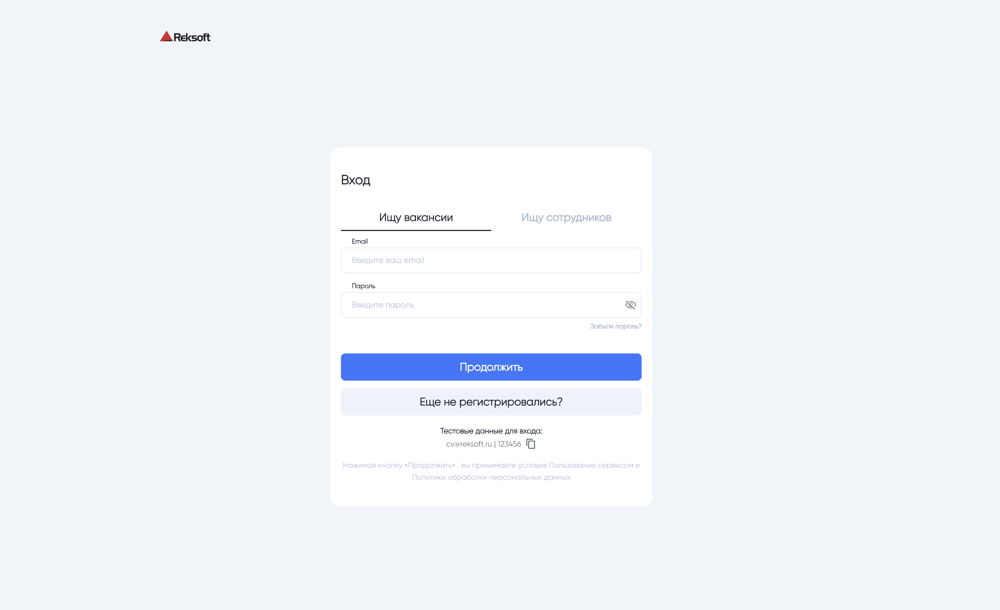 Reksoft
Вход
Ищу вакансии
Ищу сотрудников
Email
Введите ваш email
Пароль
Введите пароль
Забыли пароль?
Продолжить
Еще не регистрировались?
Тестовые данные для входа:
cv@reksoft.ru | 123456
Нажимая кнопку «Продолжить» , вы принимаете условия Пользования сервисом и
Политики обработки персональных данных